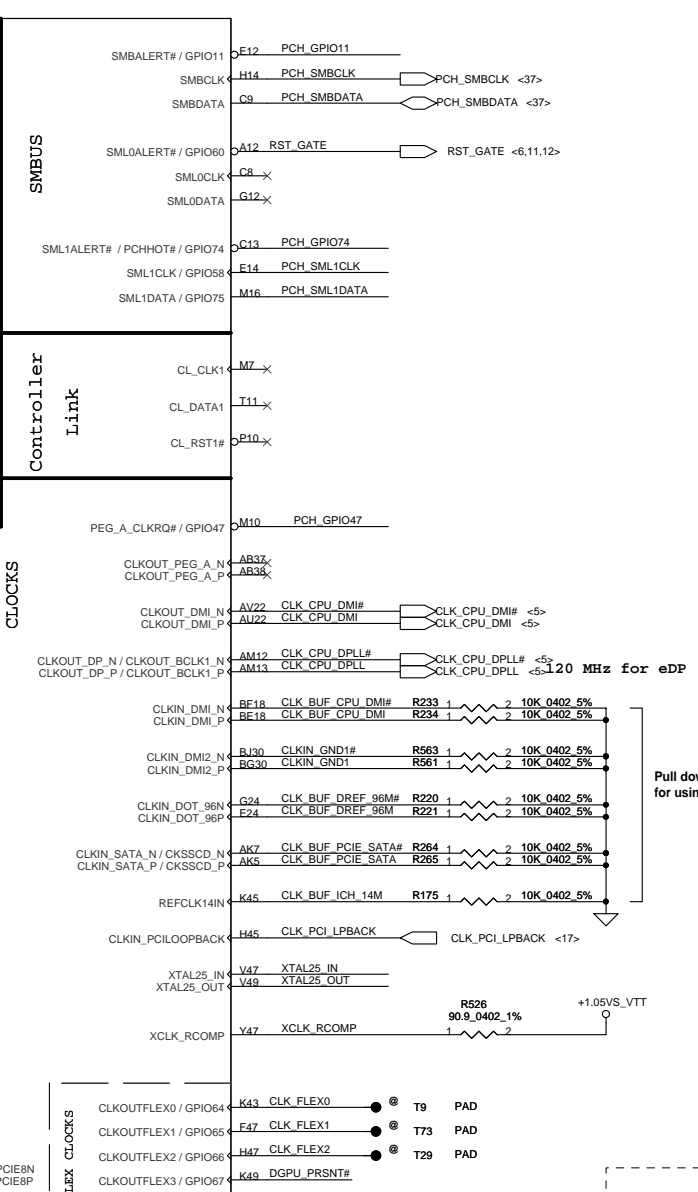 SMBUS
SMBALERT# / GPIO11 E12 PCH_GPIO11
SMBCLK H14 PCH_SMBCLK PCH_SMBCLK <37>
SMBDATA C9 PCH_SMBDATA PCH_SMBDATA <37>
SML0ALERT# / GPIO60 A12 RST_GATE RST_GATE <6,11,12>
SML0CLK C8
SML0DATA G12
SML1ALERT# / PCHHOT# / GPIO74 C13 PCH_GPIO74
SML1CLK / GPIO58 E14 PCH_SML1CLK
SML1DATA / GPIO75 M16 PCH_SML1DATA
Controller
Link
CL_CLK1 M7
CL_DATA1 T11
CL_RST1# P10
CLOCKS
PEG_A_CLKRQ# / GPIO47 M10 PCH_GPIO47
CLKOUT_PEG_A_N AB37
CLKOUT_PEG_A_P AB38
CLKOUT_DMI_N AV22 CLK_CPU_DMI# CLK_CPU_DMI# <5>
CLKOUT_DMI_P AU22 CLK_CPU_DMI CLK_CPU_DMI <5>
CLKOUT_DP_N / CLKOUT_BCLK1_N AM12 CLK_CPU_DPLL# CLK_CPU_DPLL# <5>
CLKOUT_DP_P / CLKOUT_BCLK1_P AM13 CLK_CPU_DPLL CLK_CPU_DPLL <5> 120 MHz for eDP
CLKIN_DMI_N BF18 CLK_BUF_CPU_DMI# R233 1 2 10K_0402_5%
CLKIN_DMI_P BE18 CLK_BUF_CPU_DMI R234 1 2 10K_0402_5%
CLKIN_DMI2_N BJ30 CLKIN_GND1# R563 1 2 10K_0402_5%
CLKIN_DMI2_P BG30 CLKIN_GND1 R561 1 2 10K_0402_5%
Pull
for
CLKIN_DOT_96N G24 CLK_BUF_DREF_96M# R220 1 2 10K_0402_5%
CLKIN_DOT_96P E24 CLK_BUF_DREF_96M R221 1 2 10K_0402_5%
CLKIN_SATA_N / CKSSCD_N AK7 CLK_BUF_PCIE_SATA# R264 1 2 10K_0402_5%
CLKIN_SATA_P / CKSSCD_P AK5 CLK_BUF_PCIE_SATA R265 1 2 10K_0402_5%
REFCLK14IN K45 CLK_BUF_ICH_14M R175 1 2 10K_0402_5%
CLKIN_PCILOOPBACK H45 CLK_PCI_LPBACK CLK_PCI_LPBACK <17>
XTAL25_IN V47 XTAL25_IN
XTAL25_OUT V49 XTAL25_OUT
R526 +1.05VS_VTT
90.9_0402_1%
XCLK_RCOMP Y47 XCLK_RCOMP 1 2
LEX CLOCKS
CLKOUTFLEX0 / GPIO64 K43 CLK_FLEX0 @ T9 PAD
CLKOUTFLEX1 / GPIO65 F47 CLK_FLEX1 @ T73 PAD
CLKOUTFLEX2 / GPIO66 H47 CLK_FLEX2 @ T29 PAD
CLKOUTFLEX3 / GPIO67 K49 DGPU_PRSNT#
PCIE8N
PCIE8P